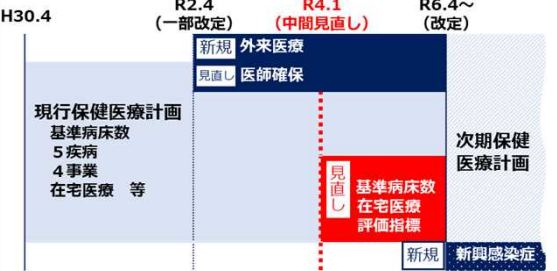 H30.4
R2.4
(一部改定)
R4.1
(中間見直し)
R6.4～
(改定)
新規 外来医療
見直し 医師確保
現行保健医療計画
基準病床数
５疾病
４事業
在宅医療　等
見直し
基準病床数
在宅医療
評価指標
次期保健
医療計画
新規 新興感染症